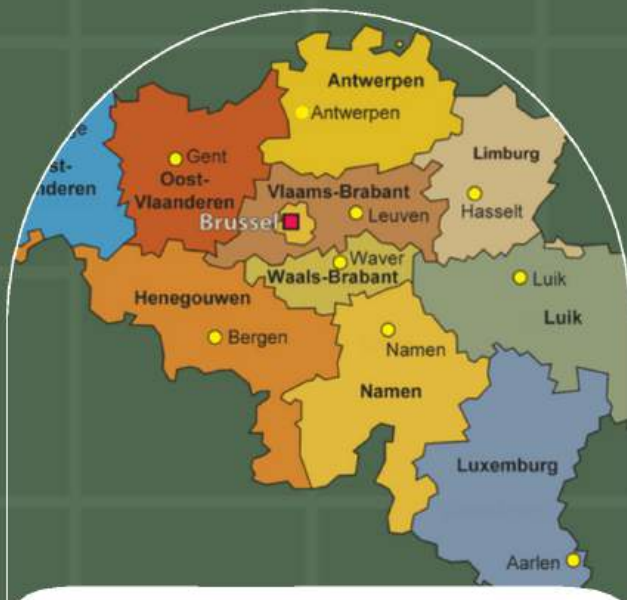 Antwerpen
Antwerpen
Gent
Oost-
Vlaanderen
Limburg
Hasselt
Vlaams-Brabant
Leuven
Brussel
Waver
Waals-Brabant
Henegouwen
Bergen
Luik
Luik
Namen
Namen
Luxemburg
Aarlen